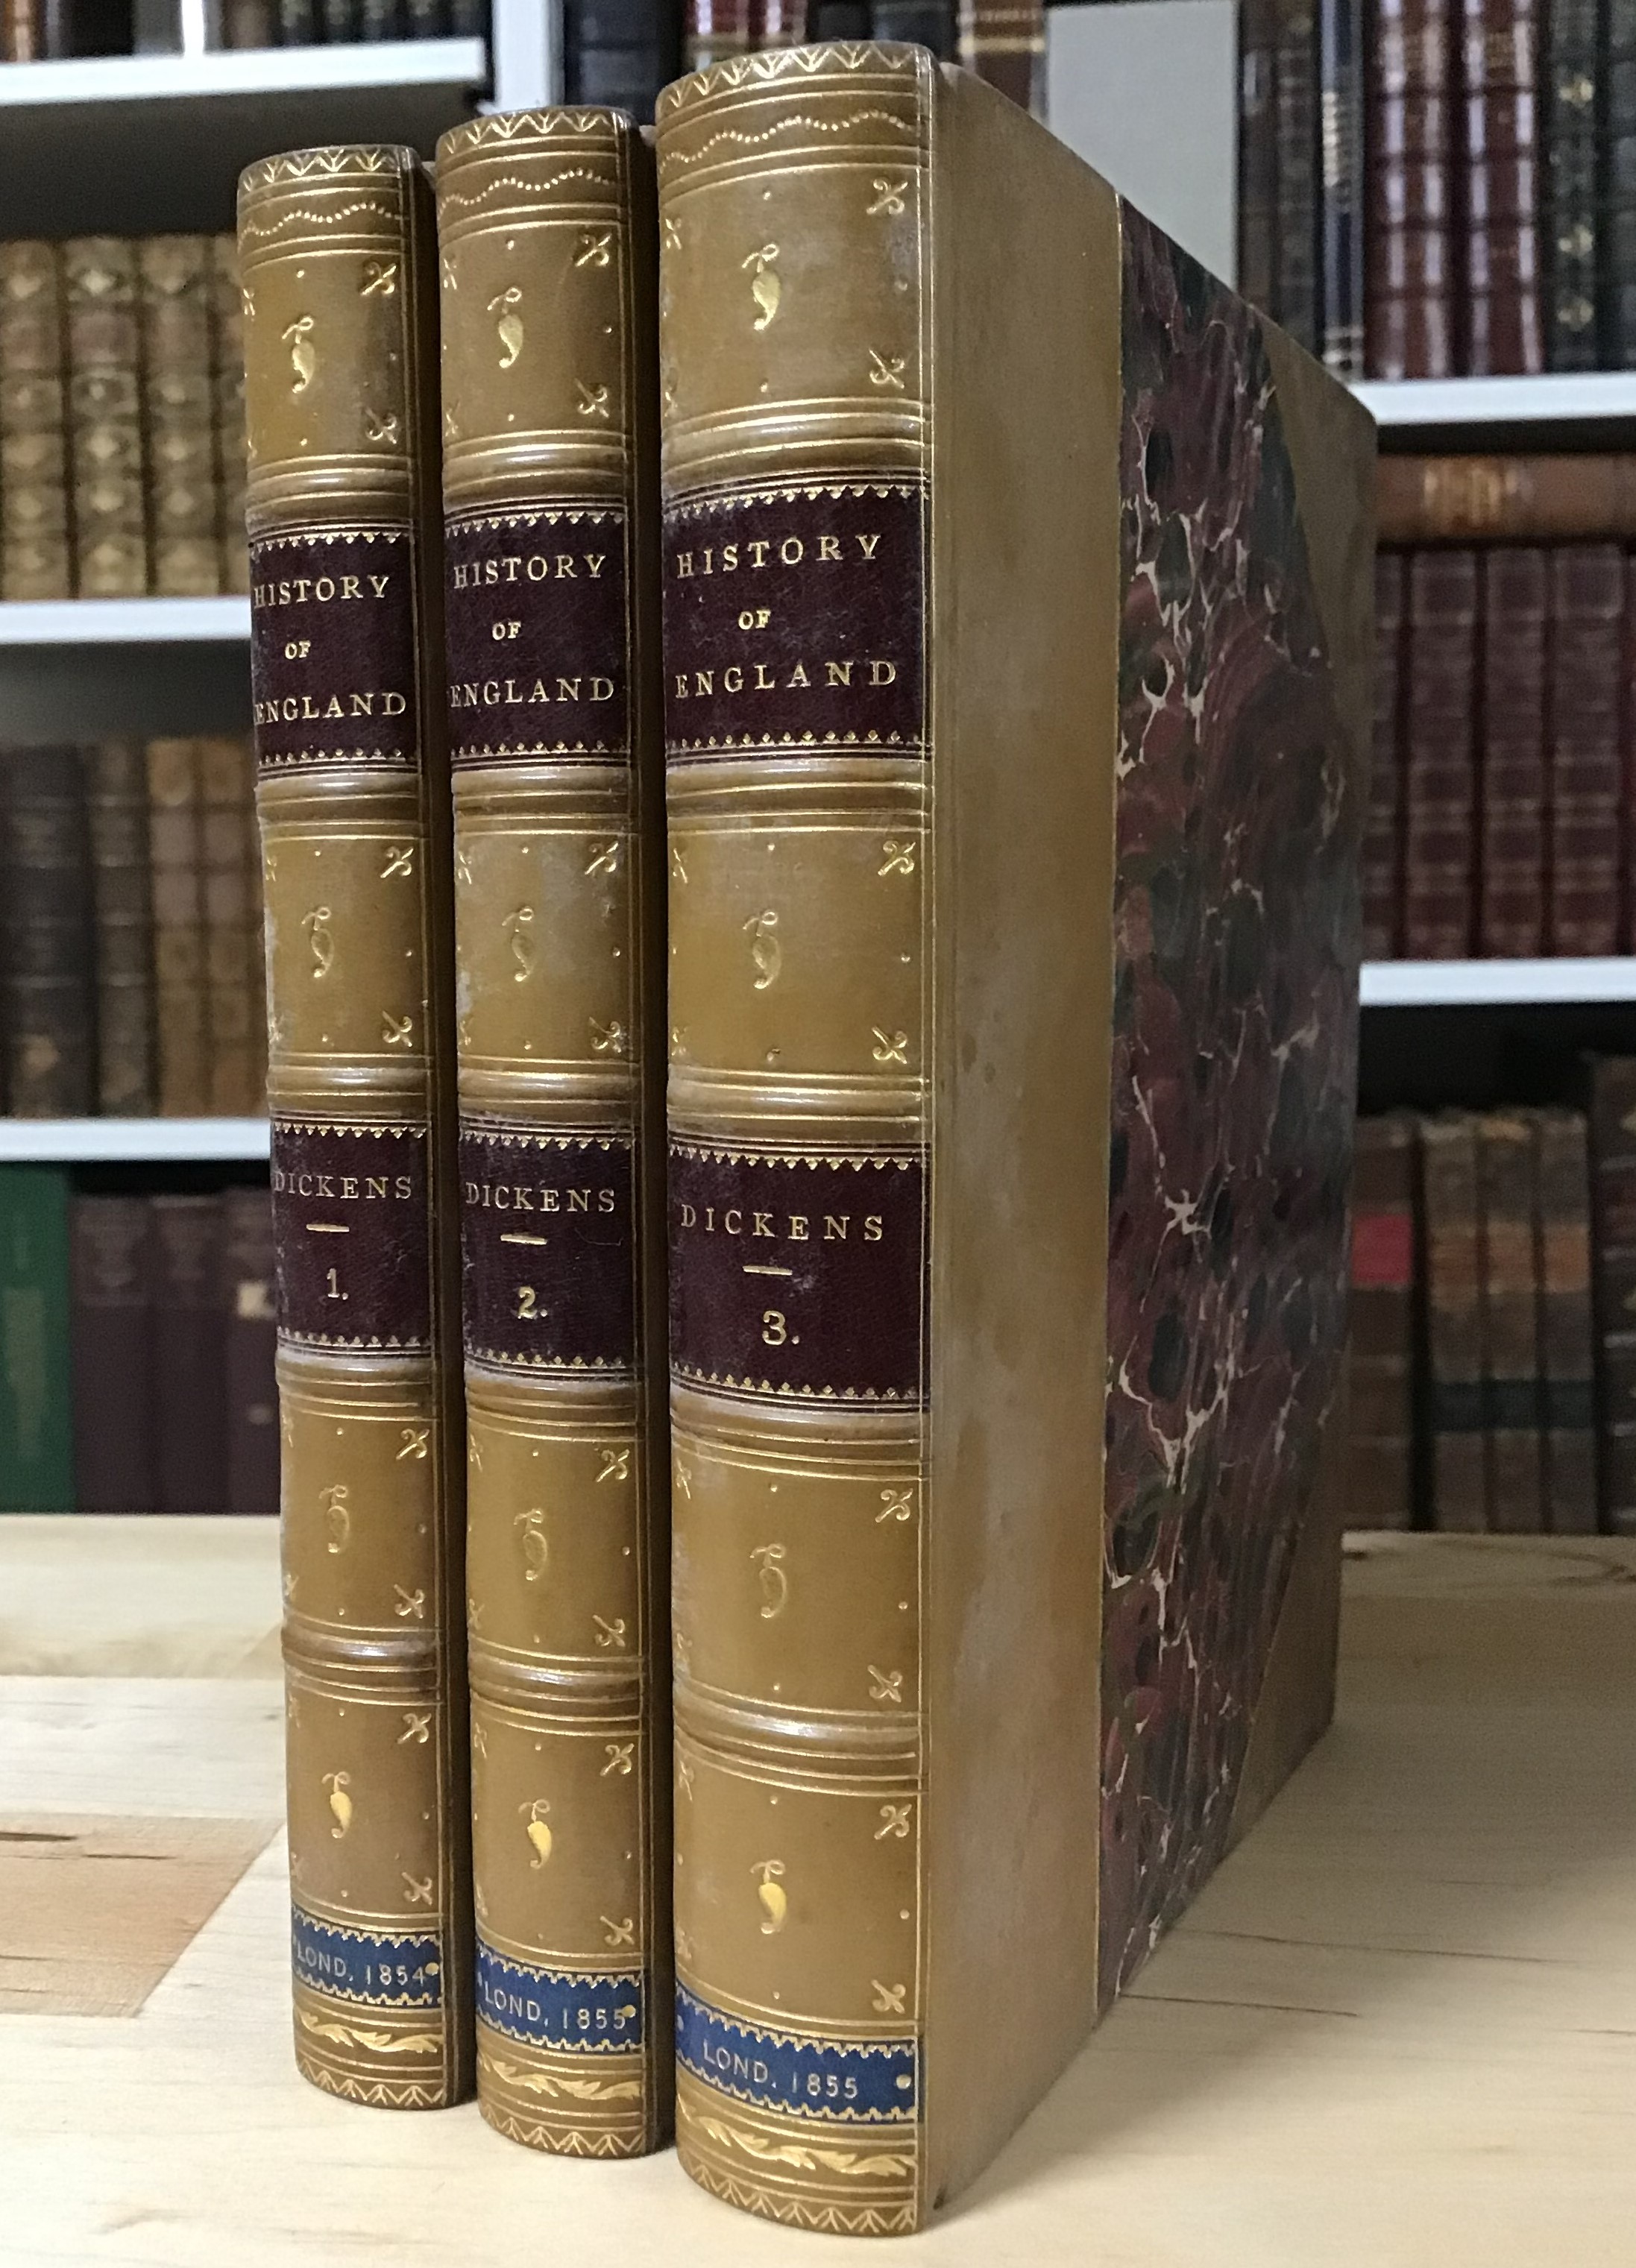 HISTORY
OF
ENGLAND
DICKENS
1.
LOND. 1854
HISTORY
OF
ENGLAND
DICKENS
2.
LOND. 1855
HISTORY
OF
ENGLAND
DICKENS
3.
LOND. 1855